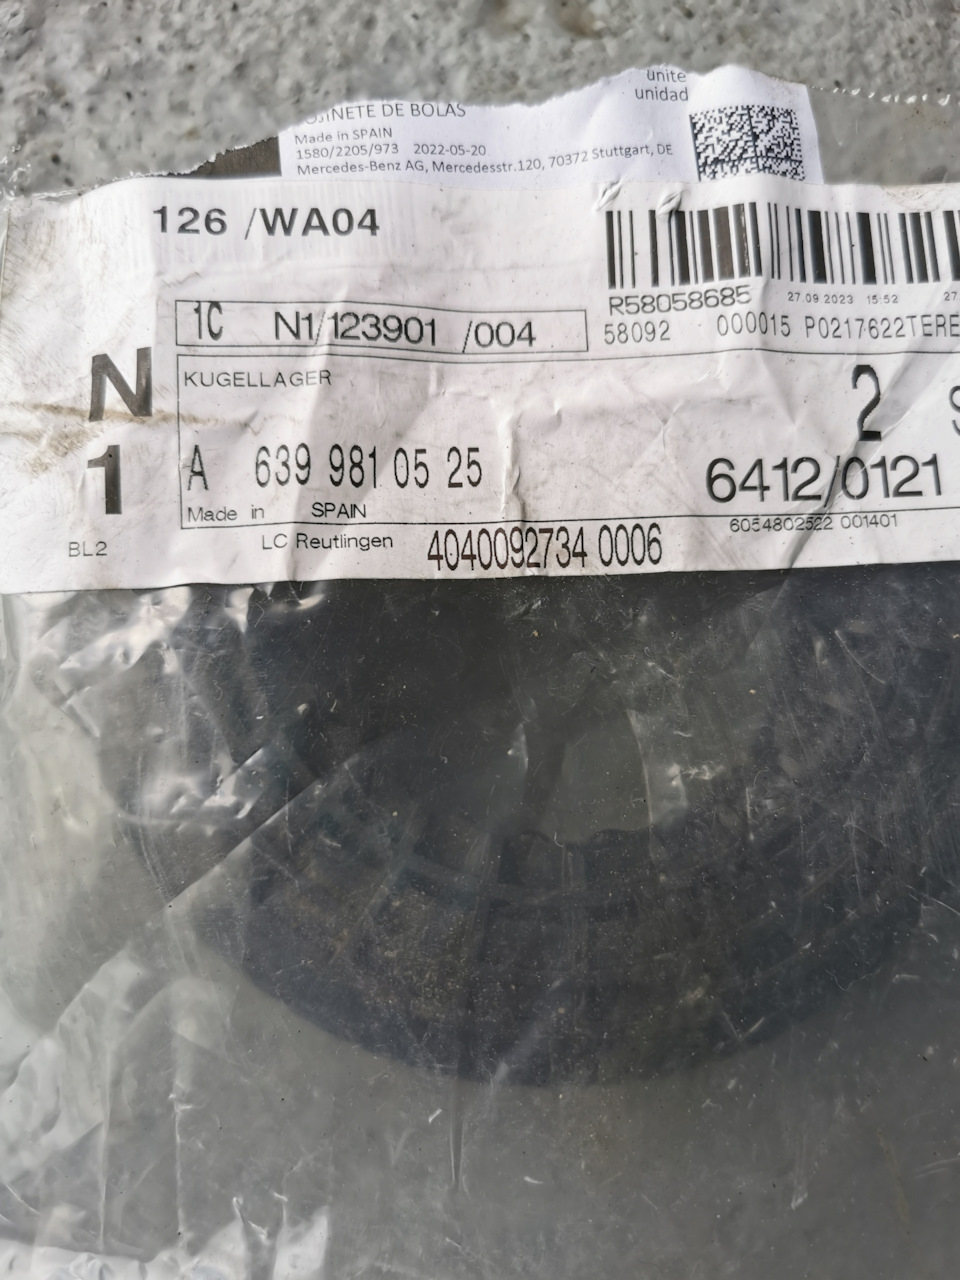 unite
unidad
JINETE DE BOLAS
Made in SPAIN
1580/2205/973 2022-05-20
Mercedes-Benz AG, Mercedesstr.120, 70372 Stuttgart, DE
126 /WA04
R58058685 27.09.2023 15:52 27.
1C N1/123901 /004
58092 000015 P0217622TERE
N
1
KUGELLAGER
2
A 639 981 05 25
6412/0121
Made in SPAIN
6054802522 001401
BL2
LC Reutlingen
4040092734 0006